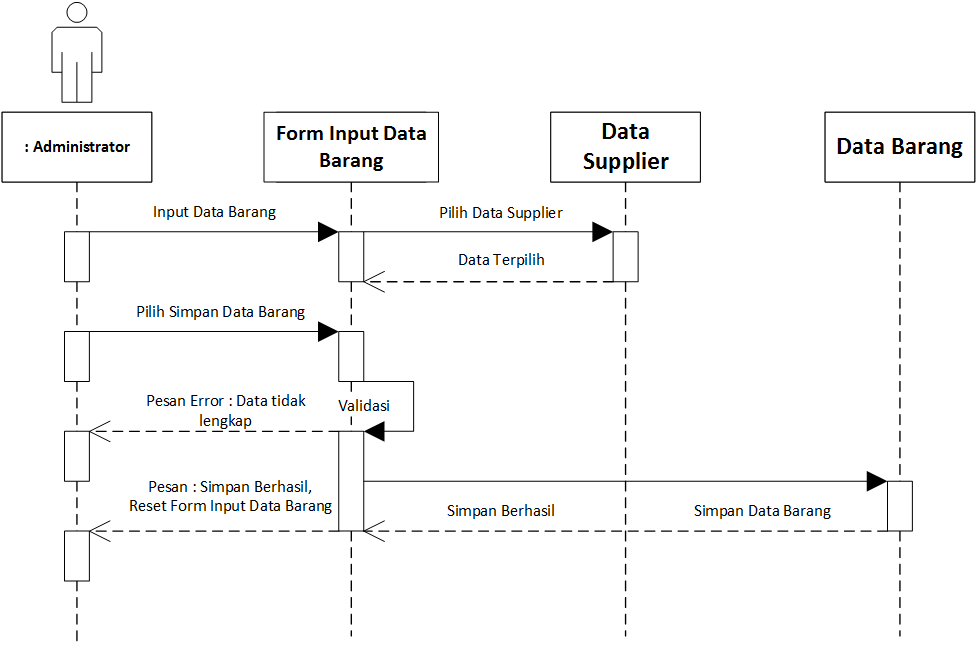 : Administrator
Form Input Data
Barang
Data
Supplier
Data Barang
Input Data Barang
Pilih Data Supplier
Data Terpilih
Pilih Simpan Data Barang
Pesan Error : Data tidak
lengkap
Validasi
Pesan : Simpan Berhasil,
Reset Form Input Data Barang
Simpan Berhasil
Simpan Data Barang